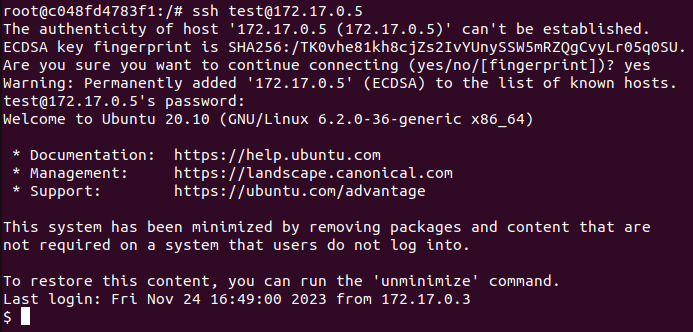 root@c048fd4783f1:/# ssh test@172.17.0.5
The authenticity of host '172.17.0.5 (172.17.0.5)' can't be established.
ECDSA key fingerprint is SHA256:/TK0vhe81kh8cjZs2IvYUnySSW5mRZQgCvyLr05q0SU.
Are you sure you want to continue connecting (yes/no/[fingerprint])? yes
Warning: Permanently added '172.17.0.5' (ECDSA) to the list of known hosts.
test@172.17.0.5's password:
Welcome to Ubuntu 20.10 (GNU/Linux 6.2.0-36-generic x86_64)

 * Documentation:  https://help.ubuntu.com
 * Management:     https://landscape.canonical.com
 * Support:        https://ubuntu.com/advantage

This system has been minimized by removing packages and content that are
not required on a system that users do not log into.

To restore this content, you can run the 'unminimize' command.
Last login: Fri Nov 24 16:49:00 2023 from 172.17.0.3
$